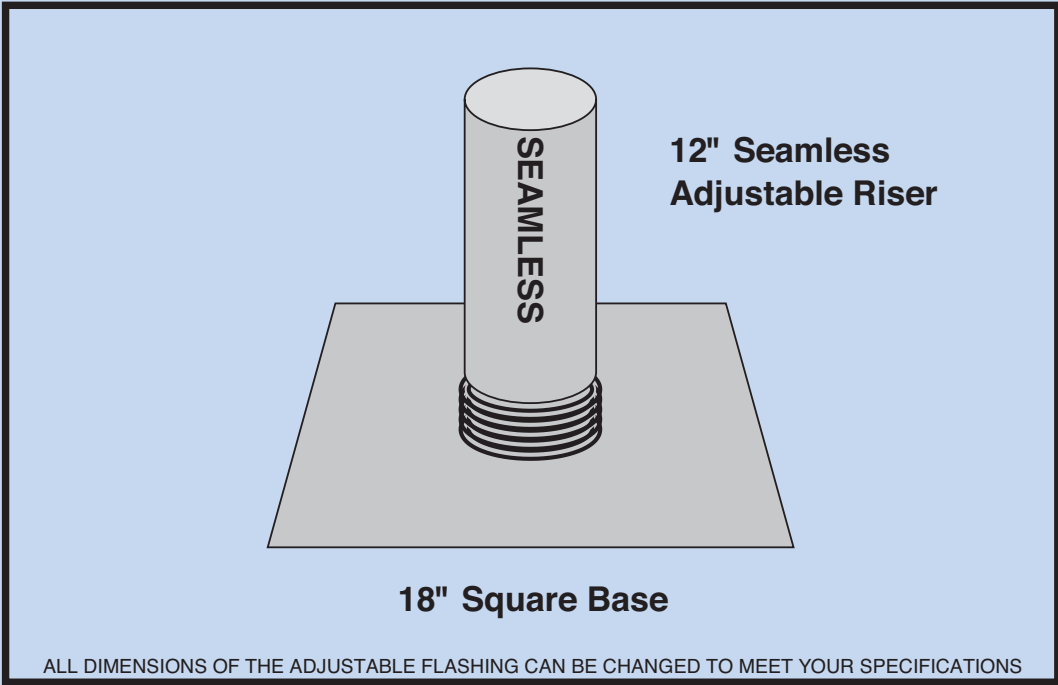 SEAMLESS
12" Seamless
Adjustable Riser
18" Square Base
ALL DIMENSIONS OF THE ADJUSTABLE FLASHING CAN BE CHANGED TO MEET YOUR SPECIFICATIONS